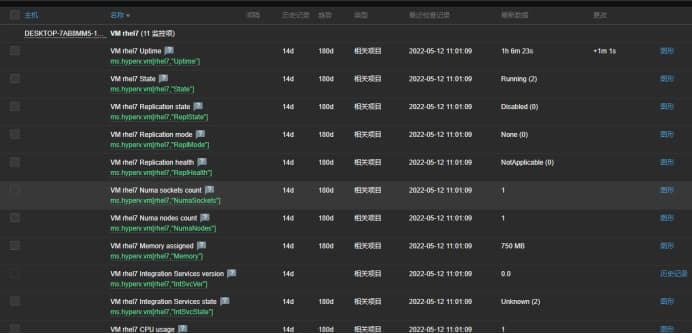 主机 名称 间隔 历史记录 趋势 类型 最近检查记录 最新数据 更改
DESKTOP-7AB8MM5-1... VM rhel7 (11 监控项)
VM rhel7 Uptime ? 14d 180d 相关项目 2022-05-12 11:01:09 1h 6m 23s +1m 1s 图形
ms.hyperv.vm[rhel7,"Uptime"]
VM rhel7 State ? 14d 180d 相关项目 2022-05-12 11:01:09 Running (2) 图形
ms.hyperv.vm[rhel7,"State"]
VM rhel7 Replication state ? 14d 180d 相关项目 2022-05-12 11:01:09 Disabled (0) 图形
ms.hyperv.vm[rhel7,"ReplState"]
VM rhel7 Replication mode ? 14d 180d 相关项目 2022-05-12 11:01:09 None (0) 图形
ms.hyperv.vm[rhel7,"ReplMode"]
VM rhel7 Replication health ? 14d 180d 相关项目 2022-05-12 11:01:09 NotApplicable (0) 图形
ms.hyperv.vm[rhel7,"ReplHealth"]
VM rhel7 Numa sockets count ? 14d 180d 相关项目 2022-05-12 11:01:09 1 图形
ms.hyperv.vm[rhel7,"NumaSockets"]
VM rhel7 Numa nodes count ? 14d 180d 相关项目 2022-05-12 11:01:09 1 图形
ms.hyperv.vm[rhel7,"NumaNodes"]
VM rhel7 Memory assigned ? 14d 180d 相关项目 2022-05-12 11:01:09 750 MB 图形
ms.hyperv.vm[rhel7,"Memory"]
VM rhel7 Integration Services version ? 14d 相关项目 2022-05-12 11:01:09 0.0 历史记录
ms.hyperv.vm[rhel7,"IntSvcVer"]
VM rhel7 Integration Services state ? 14d 180d 相关项目 2022-05-12 11:01:09 Unknown (2) 图形
ms.hyperv.vm[rhel7,"IntSvcState"]
VM rhel7 CPU usage ? 14d 180d 相关项目 2022-05-12 11:01:09 1 图形